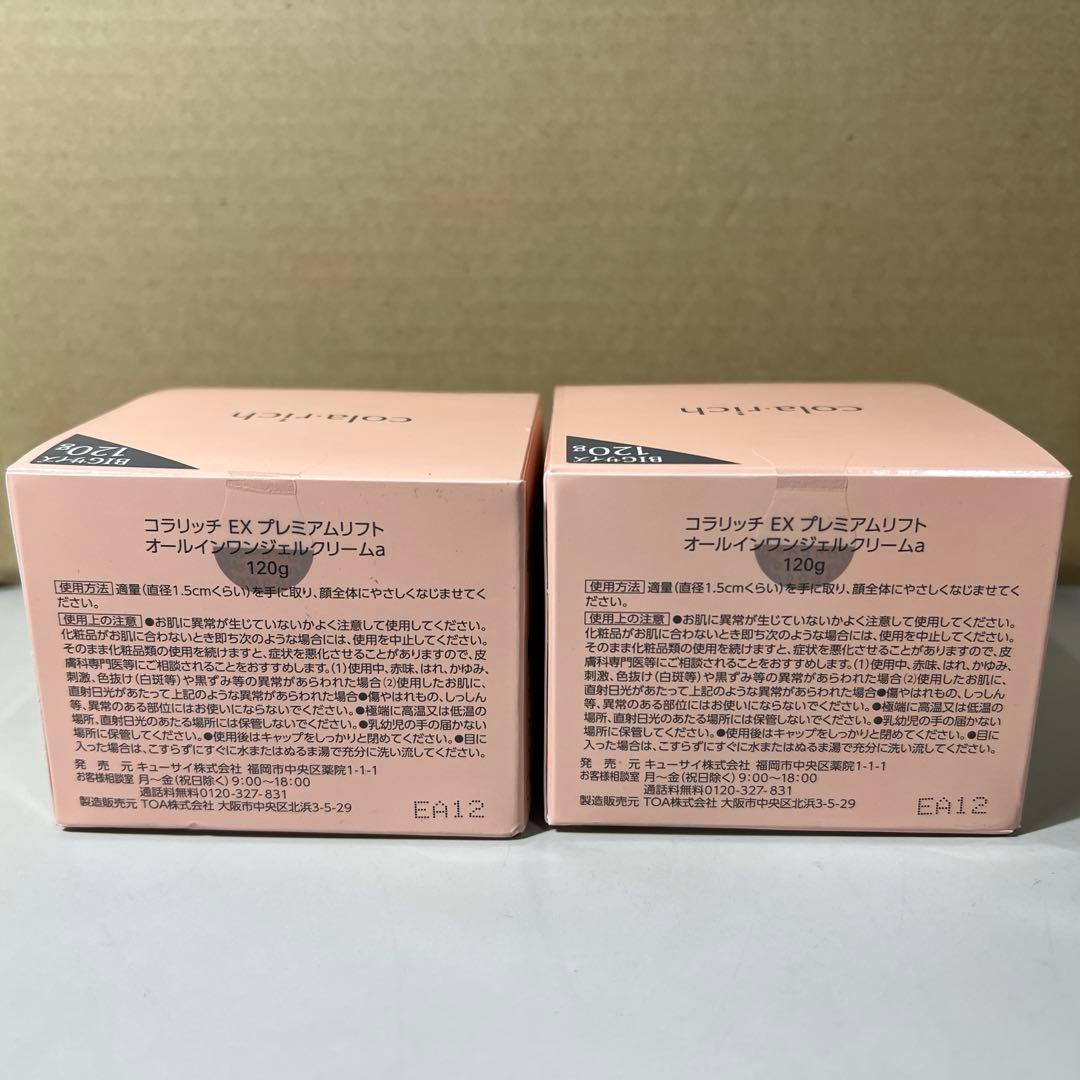 cola・rich
BIGサイズ
120g
コラリッチ EX プレミアムリフト
オールインワンジェルクリームa
120g
使用方法 適量(直径1.5cmくらい)を手に取り、顔全体にやさしくなじませてく
ださい。
使用上の注意 ●お肌に異常が生じていないかよく注意して使用してください。
化粧品がお肌に合わないとき即ち次のような場合には、使用を中止してください。
そのまま化粧品類の使用を続けますと、症状を悪化させることがありますので、皮
膚科専門医等にご相談されることをおすすめします。(1)使用中、赤味、はれ、かゆみ、
刺激、色抜け(白斑等)や黒ずみ等の異常があらわれた場合(2)使用したお肌に、
直射日光があたって上記のような異常があらわれた場合●傷やはれもの、しっしん
等、異常のある部位にはお使いにならないでください。●極端に高温又は低温の
場所、直射日光のあたる場所には保管しないでください。●乳幼児の手の届かない
場所に保管してください。●使用後はキャップをしっかりと閉めてください。●目に
入った場合は、こすらずにすぐに水またはぬるま湯で充分に洗い流してください。
発売元 キューサイ株式会社 福岡市中央区薬院1-1-1
お客様相談室 月〜金(祝日除く) 9:00〜18:00
通話料無料0120-327-831
製造販売元 TOA株式会社 大阪市中央区北浜3-5-29
EA12
cola・rich
BIGサイズ
120g
コラリッチ EX プレミアムリフト
オールインワンジェルクリームa
120g
使用方法 適量(直径1.5cmくらい)を手に取り、顔全体にやさしくなじませてく
ださい。
使用上の注意 ●お肌に異常が生じていないかよく注意して使用してください。
化粧品がお肌に合わないとき即ち次のような場合には、使用を中止してください。
そのまま化粧品類の使用を続けますと、症状を悪化させることがありますので、皮
膚科専門医等にご相談されることをおすすめします。(1)使用中、赤味、はれ、かゆみ、
刺激、色抜け(白斑等)や黒ずみ等の異常があらわれた場合(2)使用したお肌に、
直射日光があたって上記のような異常があらわれた場合●傷やはれもの、しっしん
等、異常のある部位にはお使いにならないでください。●極端に高温又は低温の
場所、直射日光のあたる場所には保管しないでください。●乳幼児の手の届かない
場所に保管してください。●使用後はキャップをしっかりと閉めてください。●目に
入った場合は、こすらずにすぐに水またはぬるま湯で充分に洗い流してください。
発売元 キューサイ株式会社 福岡市中央区薬院1-1-1
お客様相談室 月〜金(祝日除く) 9:00〜18:00
通話料無料0120-327-831
製造販売元 TOA株式会社 大阪市中央区北浜3-5-29
EA12